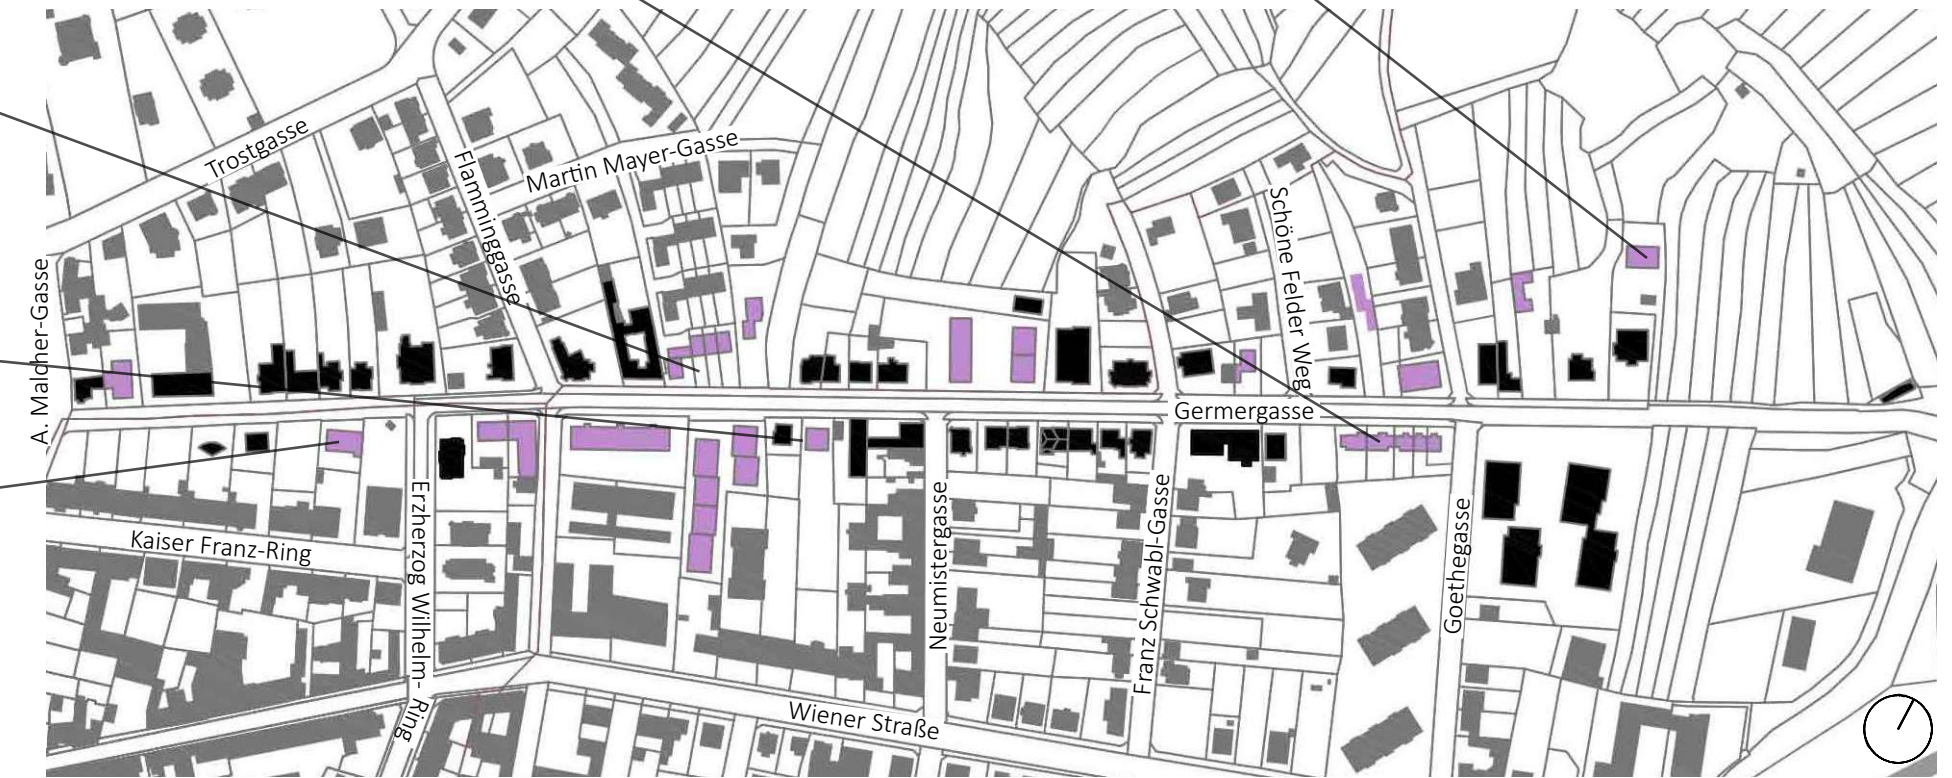 Trostgasse
Martin Mayer-Gasse
Flamminggasse
Schöne Felder Weg
A. Malcher-Gasse
Germergasse
Erzherzog Wilhelm- Ring
Kaiser Franz-Ring
Neumistergasse
Franz Schwabl-Gasse
Goethegasse
Wiener Straße